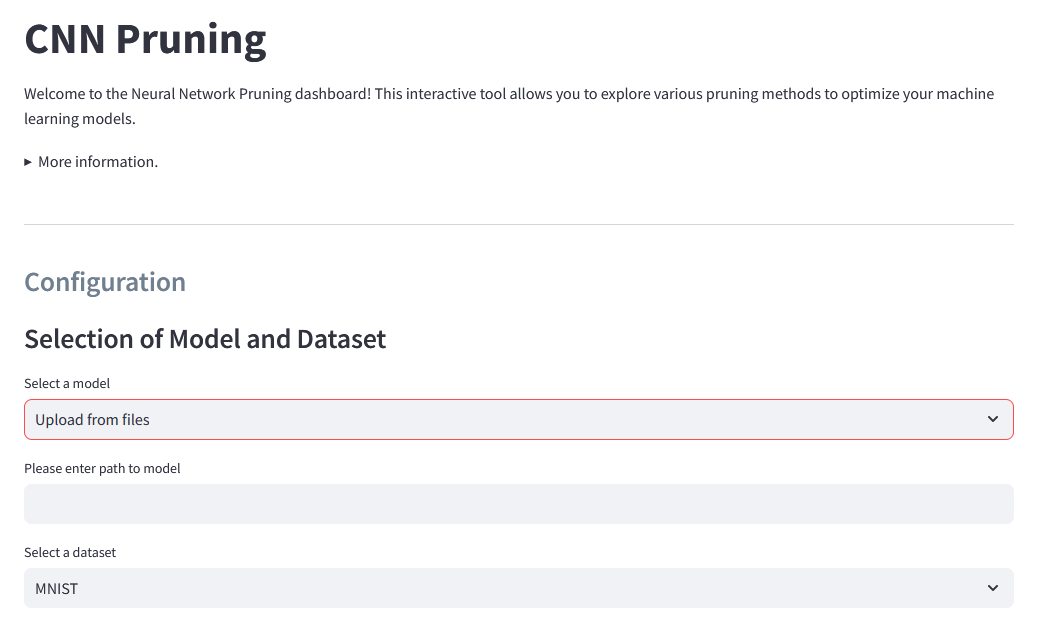 CNN Pruning
Welcome to the Neural Network Pruning dashboard! This interactive tool allows you to explore various pruning methods to optimize your machine
learning models.
More information.
Configuration
Selection of Model and Dataset
Select a model
Upload from files
Please enter path to model
Select a dataset
MNIST